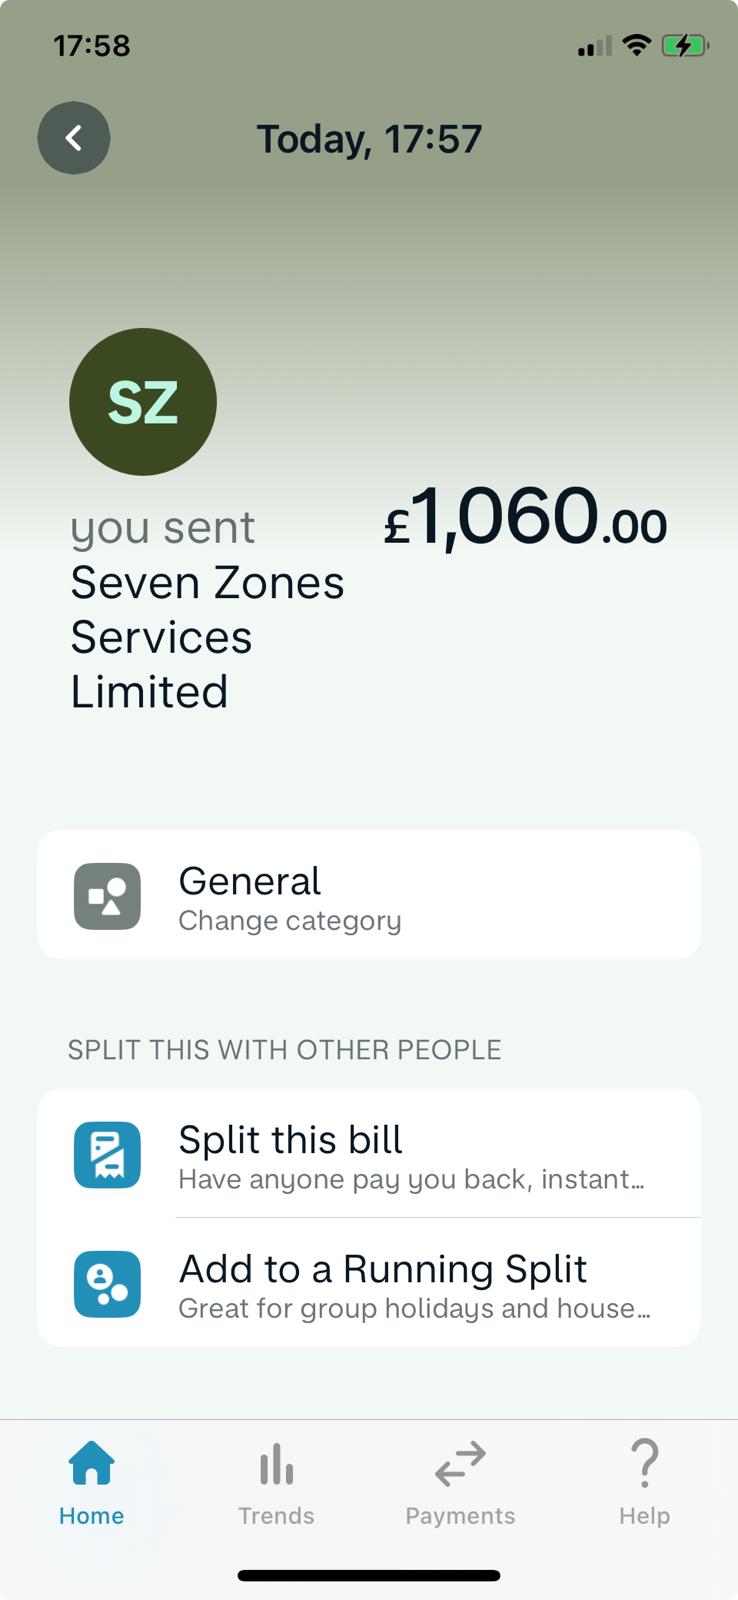 17:58
Today, 17:57
SZ
you sent £1,060.00
Seven Zones
Services
Limited
General
Change category
SPLIT THIS WITH OTHER PEOPLE
Split this bill
Have anyone pay you back, instant…
Add to a Running Split
Great for group holidays and house…
Home Trends Payments Help